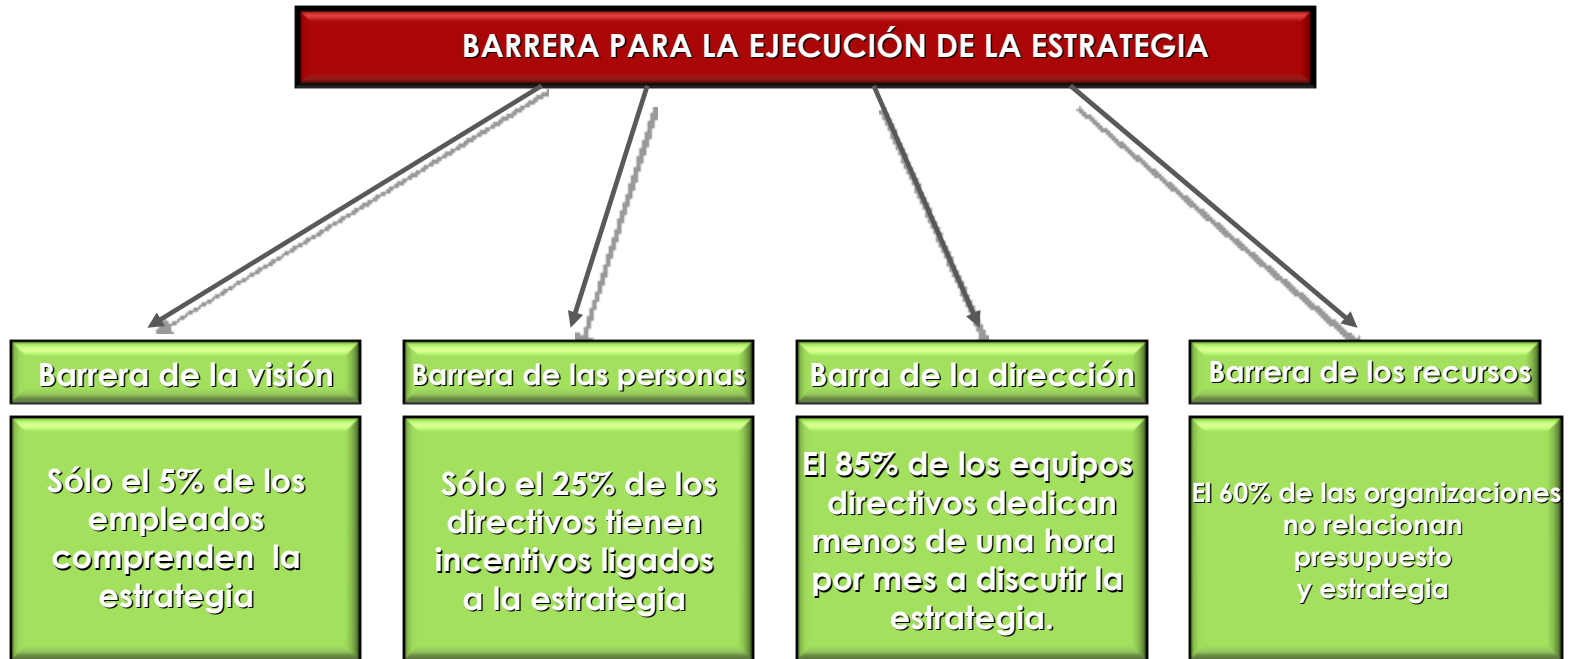 BARRERA PARA LA EJECUCIÓN DE LA ESTRATEGIA
Barrera de la visión
Sólo el 5% de los
empleados
comprenden la
estrategia
Barrera de las personas
Sólo el 25% de los
directivos tienen
incentivos ligados
a la estrategia
Barra de la dirección
El 85% de los equipos
directivos dedican
menos de una hora
por mes a discutir la
estrategia.
Barrera de los recursos
El 60% de las organizaciones
no relacionan
presupuesto
y estrategia